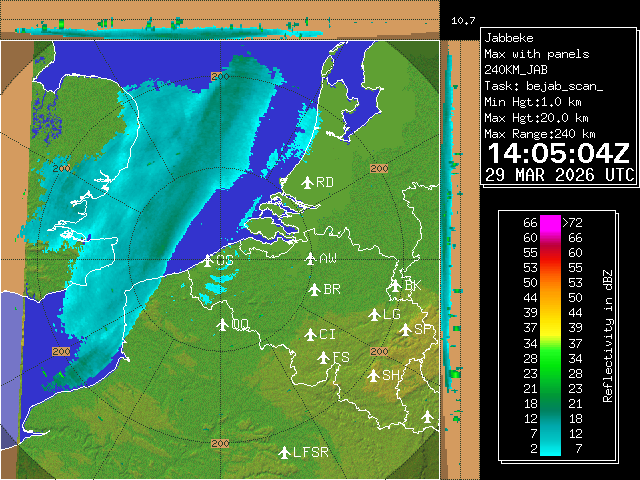 10.7
Jabbeke
Max with panels
240KM_JAB
Task: bejab_scan_
Min Hgt:1.0 km
Max Hgt:20.0 km
Max Range:240 km
14:05:04Z
29 MAR 2026 UTC
200
200
200
RD
OS
AW
BR
BK
LG
QQ
CI
SP
FS
200
200
SH
200
LFSR
66 >72
60 66
55 60
53 55
50 53
44 50
39 44
34 39
31 34
28 31
23 28
21 23
18 21
12 18
7 12
2 7
Reflectivity in dBZ